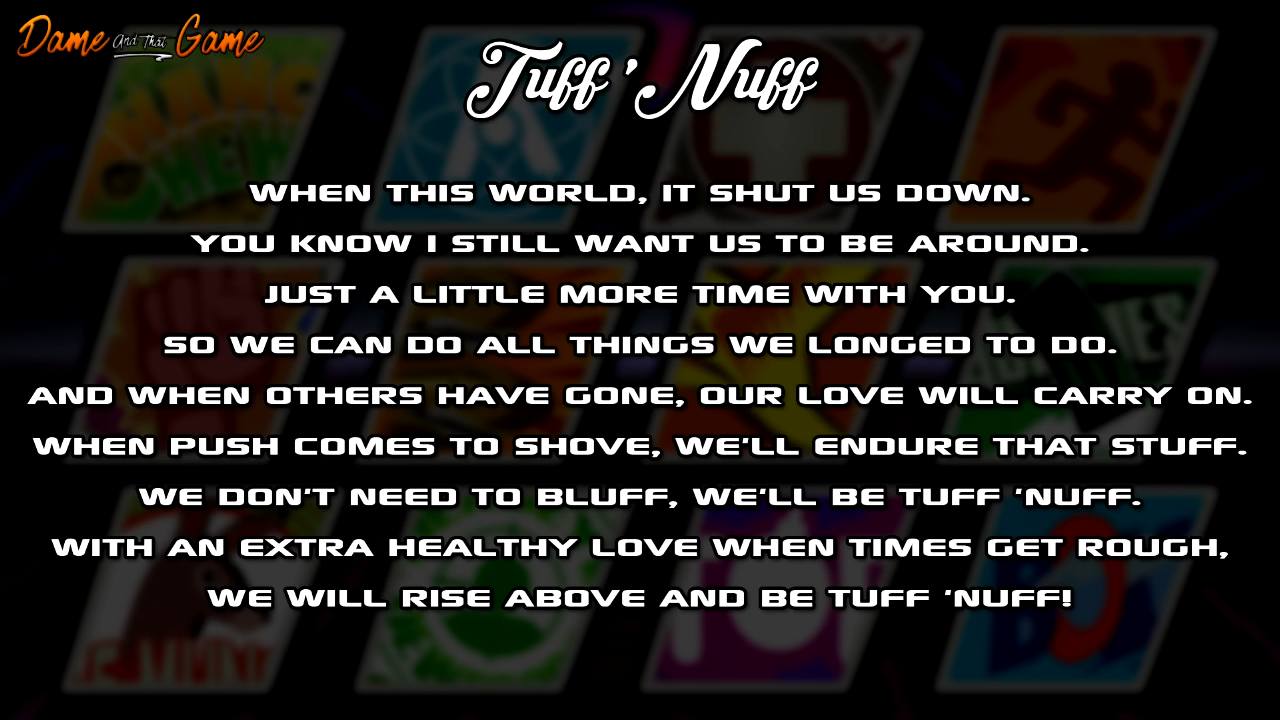 Dame And That Game
Tuff 'Nuff
WHEN THIS WORLD, IT SHUT US DOWN.
YOU KNOW I STILL WANT US TO BE AROUND.
JUST A LITTLE MORE TIME WITH YOU.
SO WE CAN DO ALL THINGS WE LONGED TO DO.
AND WHEN OTHERS HAVE GONE, OUR LOVE WILL CARRY ON.
WHEN PUSH COMES TO SHOVE, WE'LL ENDURE THAT STUFF.
WE DON'T NEED TO BLUFF, WE'LL BE TUFF 'NUFF.
WITH AN EXTRA HEALTHY LOVE WHEN TIMES GET ROUGH,
WE WILL RISE ABOVE AND BE TUFF 'NUFF!